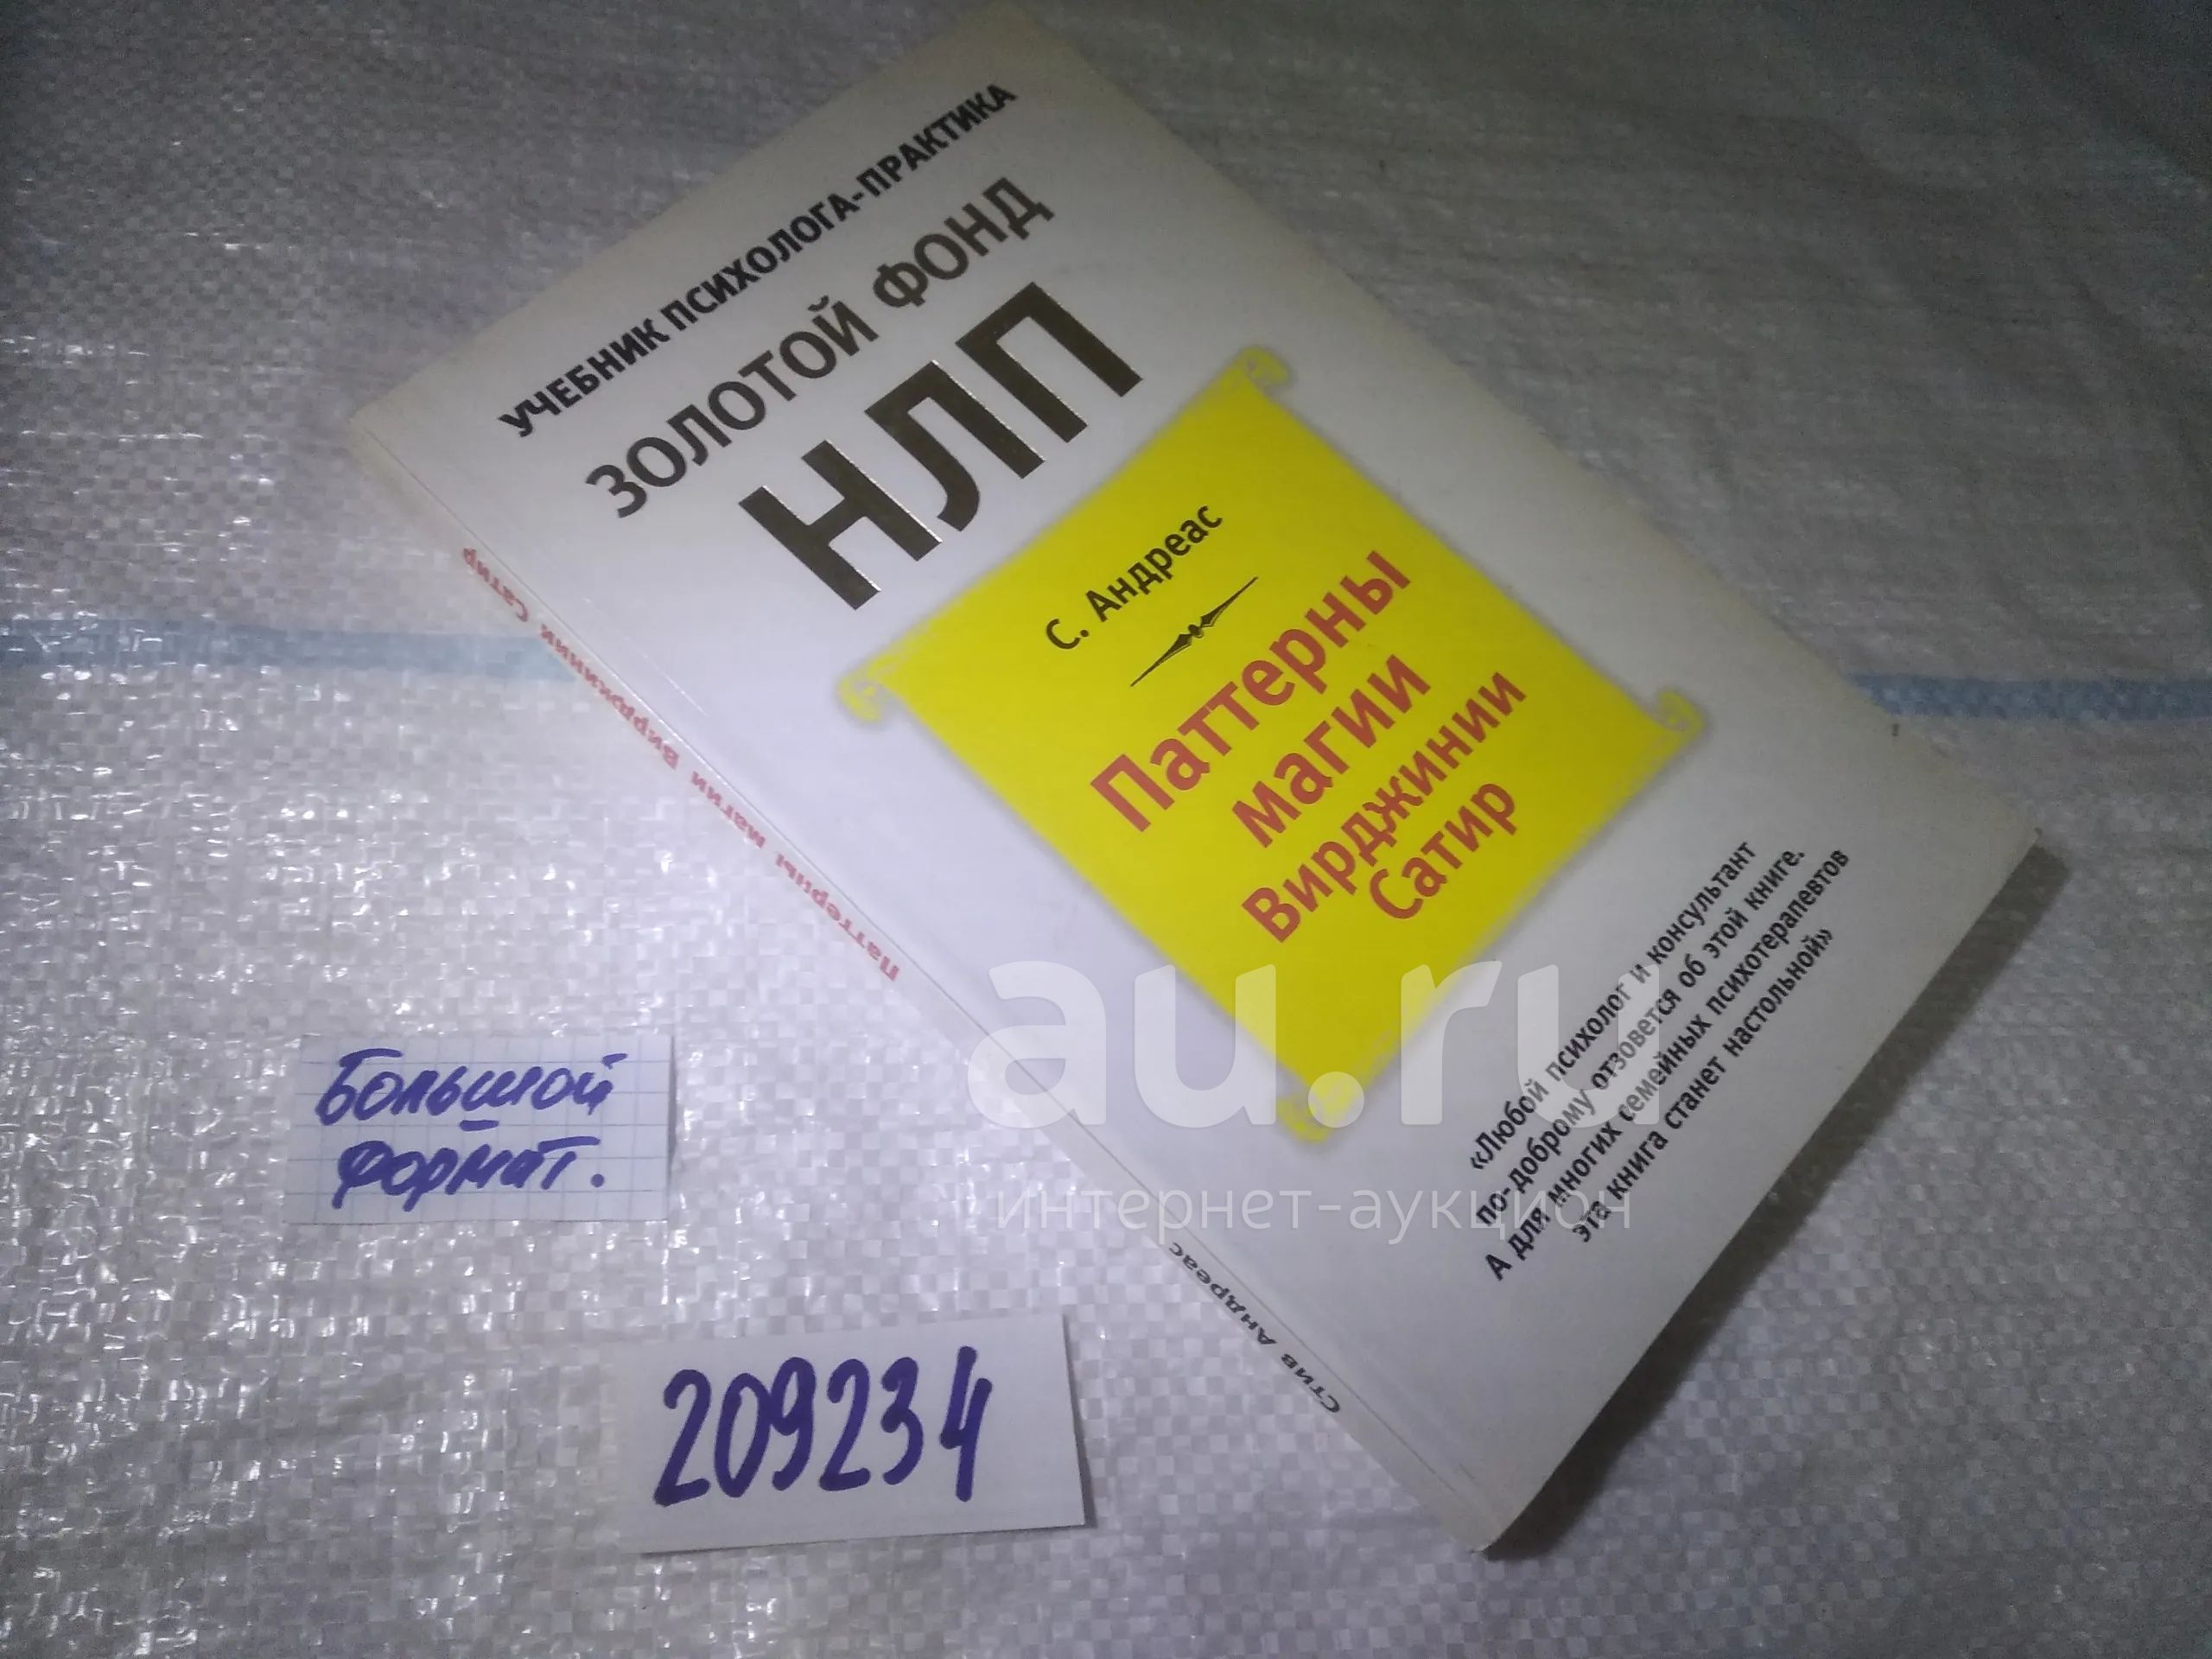 УЧЕБНИК ПСИХОЛОГА-ПРАКТИКА
ЗОЛОТОЙ ФОНД
НЛП
С. Андреас
Паттерны
магии
Вирджинии
Сатир
«Любой психолог и консультант
по-доброму отзовется об этой книге.
А для многих семейных психотерапевтов
эта книга станет настольной»
Стив Андреас
Паттерны магии Вирджинии Сатир
Большой
формат.
209234
au.ru
интернет-аукцион